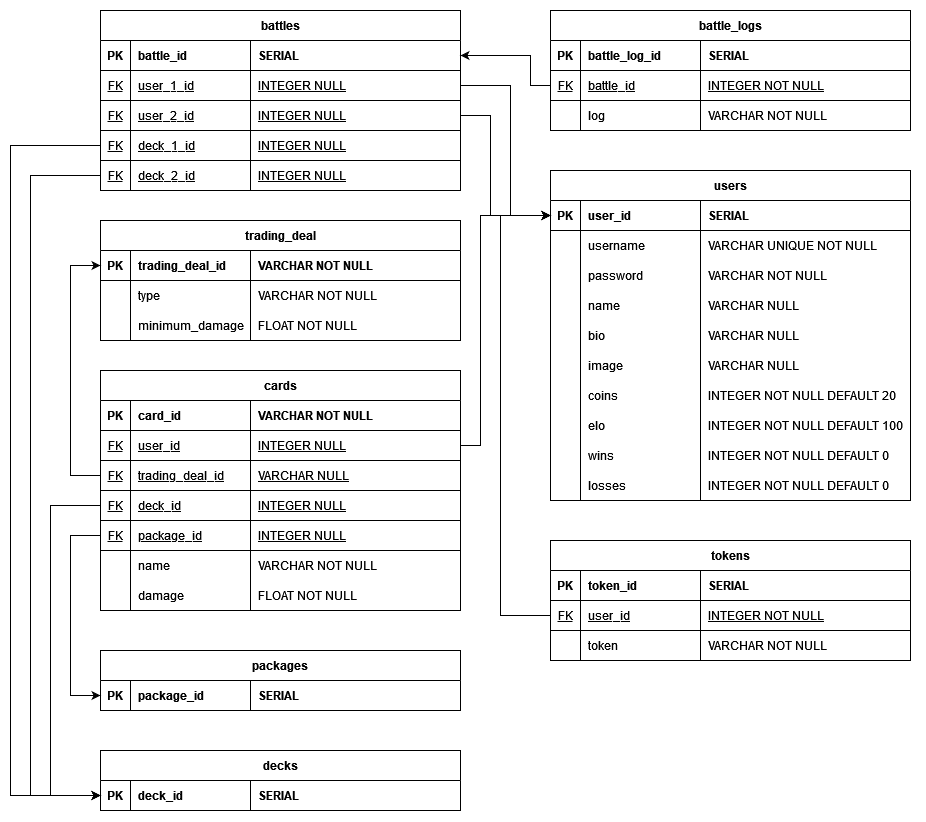 battles
PK battle_id SERIAL
FK user_1_id INTEGER NULL
FK user_2_id INTEGER NULL
FK deck_1_id INTEGER NULL
FK deck_2_id INTEGER NULL
trading_deal
PK trading_deal_id VARCHAR NOT NULL
type VARCHAR NOT NULL
minimum_damage FLOAT NOT NULL
cards
PK card_id VARCHAR NOT NULL
FK user_id INTEGER NULL
FK trading_deal_id VARCHAR NULL
FK deck_id INTEGER NULL
FK package_id INTEGER NULL
name VARCHAR NOT NULL
damage FLOAT NOT NULL
packages
PK package_id SERIAL
decks
PK deck_id SERIAL
battle_logs
PK battle_log_id SERIAL
FK battle_id INTEGER NOT NULL
log VARCHAR NOT NULL
users
PK user_id SERIAL
username VARCHAR UNIQUE NOT NULL
password VARCHAR NOT NULL
name VARCHAR NULL
bio VARCHAR NULL
image VARCHAR NULL
coins INTEGER NOT NULL DEFAULT 20
elo INTEGER NOT NULL DEFAULT 100
wins INTEGER NOT NULL DEFAULT 0
losses INTEGER NOT NULL DEFAULT 0
tokens
PK token_id SERIAL
FK user_id INTEGER NOT NULL
token VARCHAR NOT NULL